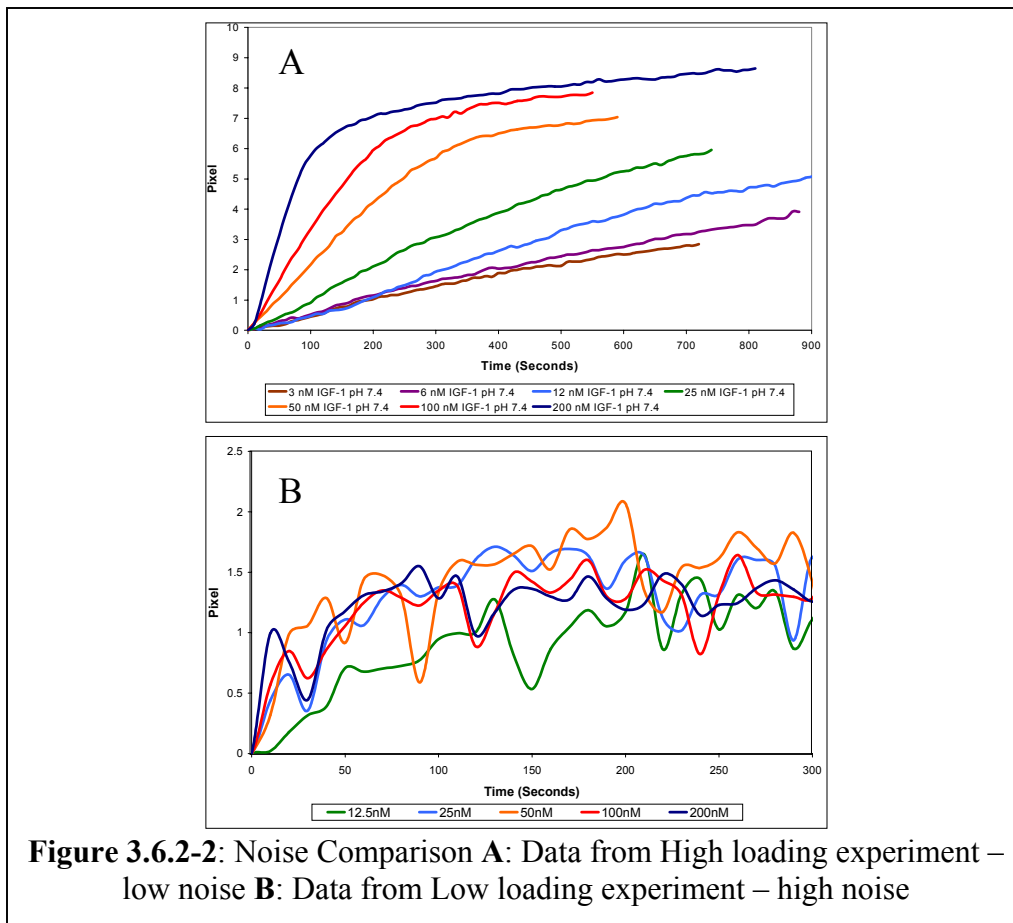 A
10
9
8
7
6
5
4
3
2
1
0
Pixel
0 100 200 300 400 500 600 700 800 900
Time (Seconds)
3 nM IGF-1 pH 7.4 6 nM IGF-1 pH 7.4 12 nM IGF-1 pH 7.4 25 nM IGF-1 pH 7.4
50 nM IGF-1 pH 7.4 100 nM IGF-1 pH 7.4 200 nM IGF-1 pH 7.4
B
2.5
2
1.5
1
0.5
0
Pixel
0 50 100 150 200 250 300
Time (Seconds)
12.5nM 25nM 50nM 100nM 200nM
Figure 3.6.2-2: Noise Comparison A: Data from High loading experiment –
low noise B: Data from Low loading experiment – high noise